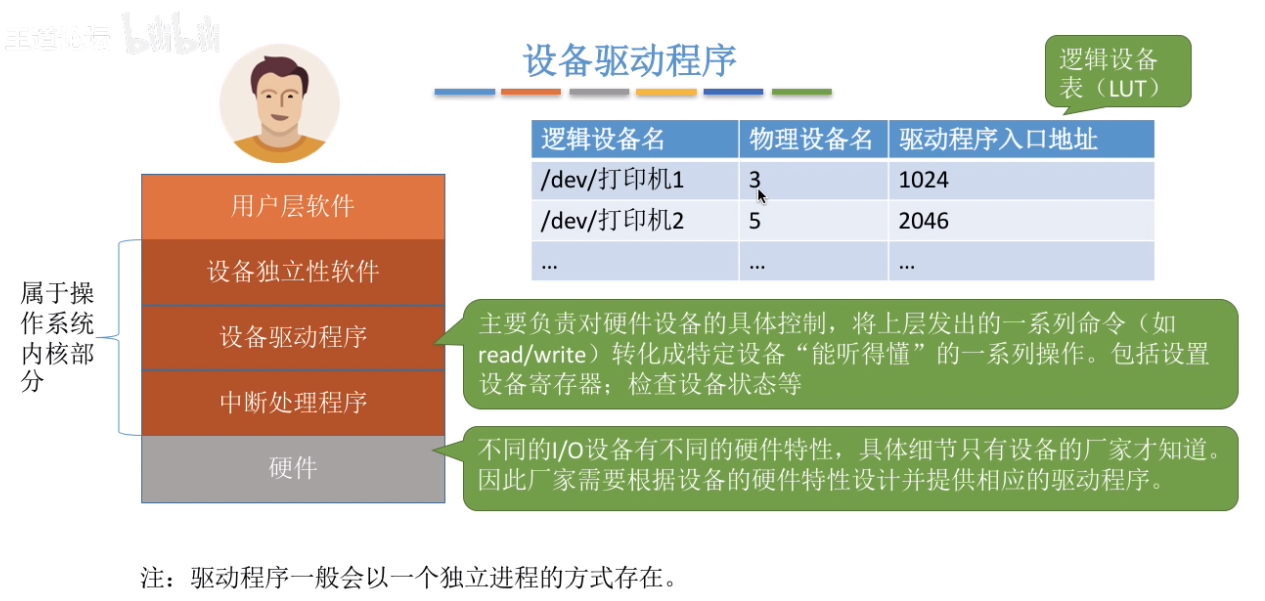 王道论坛 bilibili
设备驱动程序
逻辑设备
表（LUT）
逻辑设备名 物理设备名 驱动程序入口地址
/dev/打印机1 3 1024
/dev/打印机2 5 2046
... ... ...
用户层软件
设备独立性软件
设备驱动程序
中断处理程序
硬件
属于操
作系统
内核部
分
主要负责对硬件设备的具体控制，将上层发出的一系列命令（如
read/write）转化成特定设备“能听得懂”的一系列操作。包括设置
设备寄存器；检查设备状态等
不同的I/O设备有不同的硬件特性，具体细节只有设备的厂家才知道。
因此厂家需要根据设备的硬件特性设计并提供相应的驱动程序。
注：驱动程序一般会以一个独立进程的方式存在。